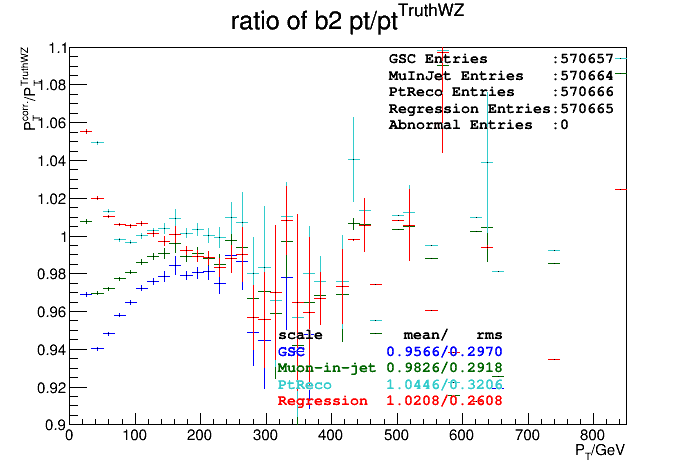 ratio of b2 pt/pt^TruthWZ
P_T^corr./P_T^TruthWZ
1.1
1.08
1.06
1.04
1.02
1
0.98
0.96
0.94
0.92
0.9
GSC Entries :570657
MuInJet Entries :570664
PtReco Entries :570666
Regression Entries:570665
Abnormal Entries :0
scale mean/ rms
GSC 0.9566/0.2970
Muon-in-jet 0.9826/0.2918
PtReco 1.0446/0.3206
Regression 1.0208/0.2608
0 100 200 300 400 500 600 700 800
P_T/GeV